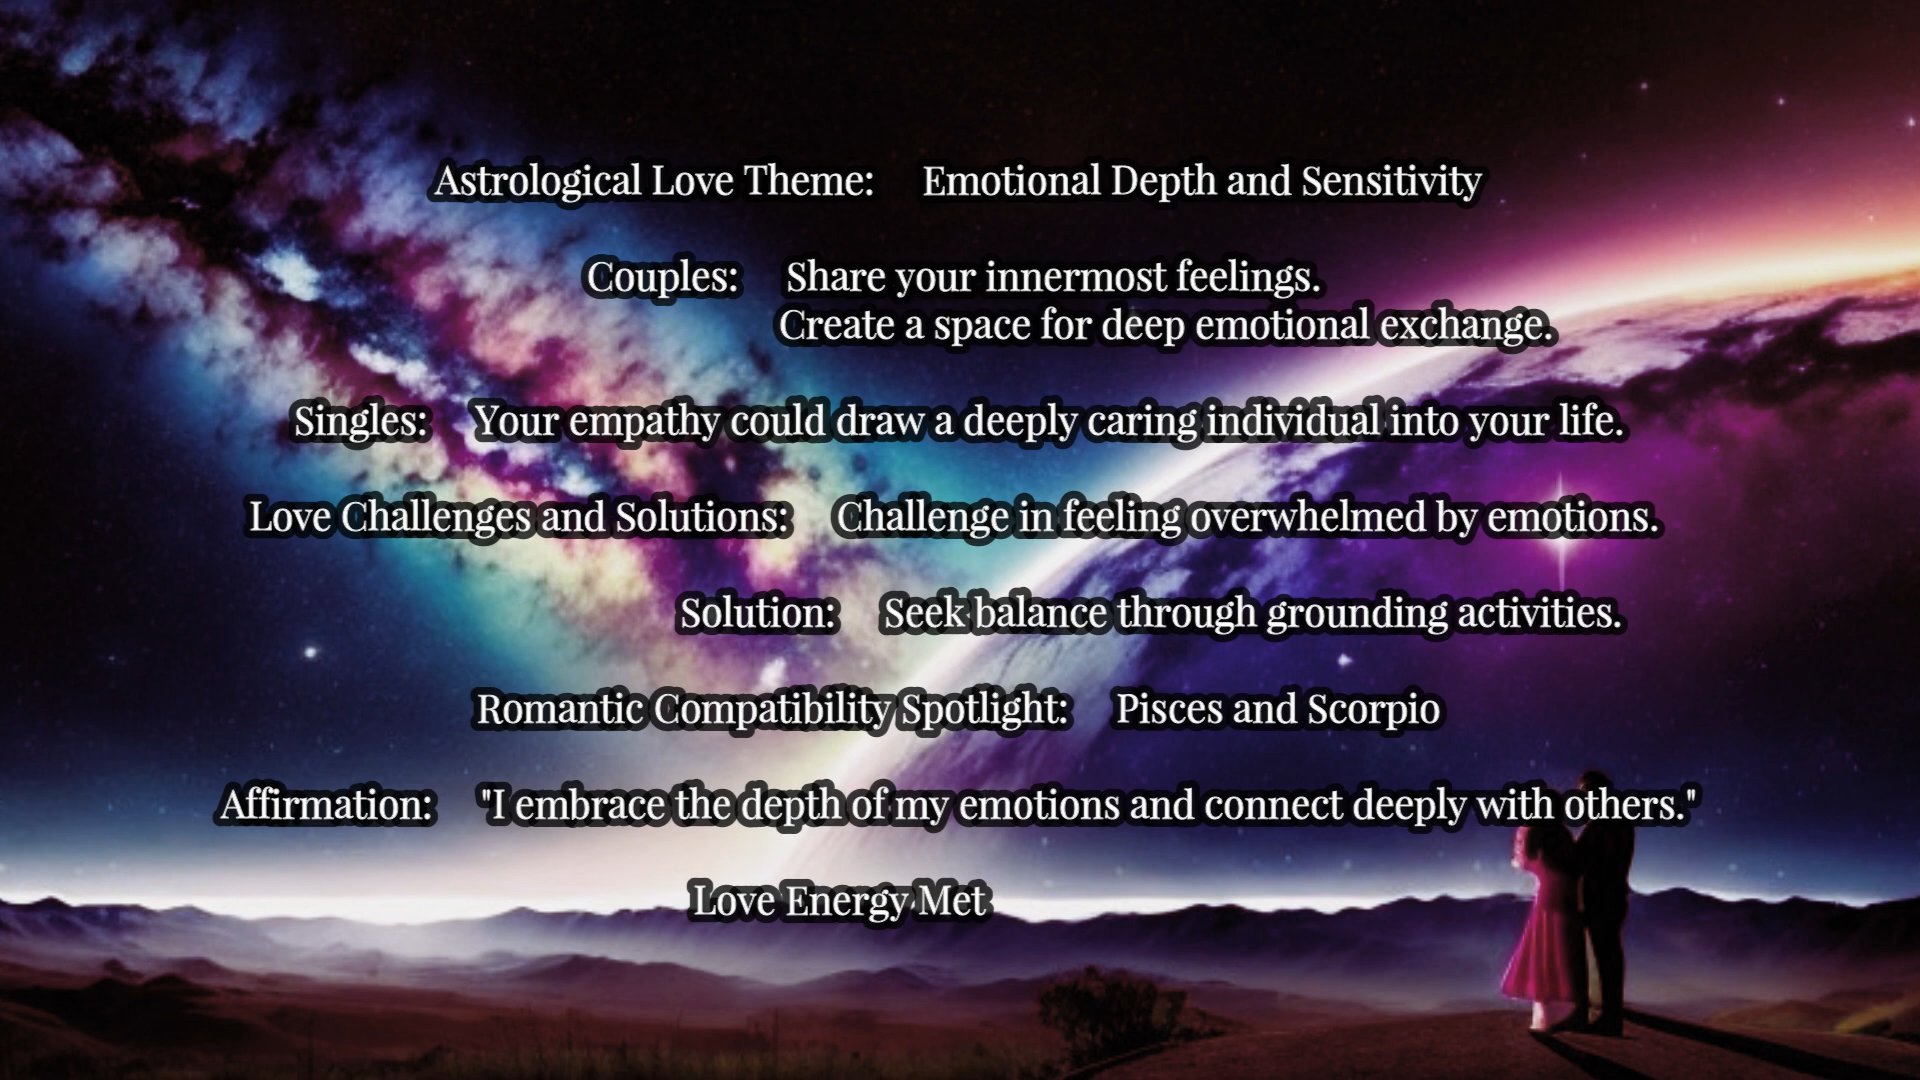 Astrological Love Theme: Emotional Depth and Sensitivity
Couples: Share your innermost feelings.
Create a space for deep emotional exchange.
Singles: Your empathy could draw a deeply caring individual into your life.
Love Challenges and Solutions: Challenge in feeling overwhelmed by emotions.
Solution: Seek balance through grounding activities.
Romantic Compatibility Spotlight: Pisces and Scorpio
Affirmation: "I embrace the depth of my emotions and connect deeply with others."
Love Energy Met